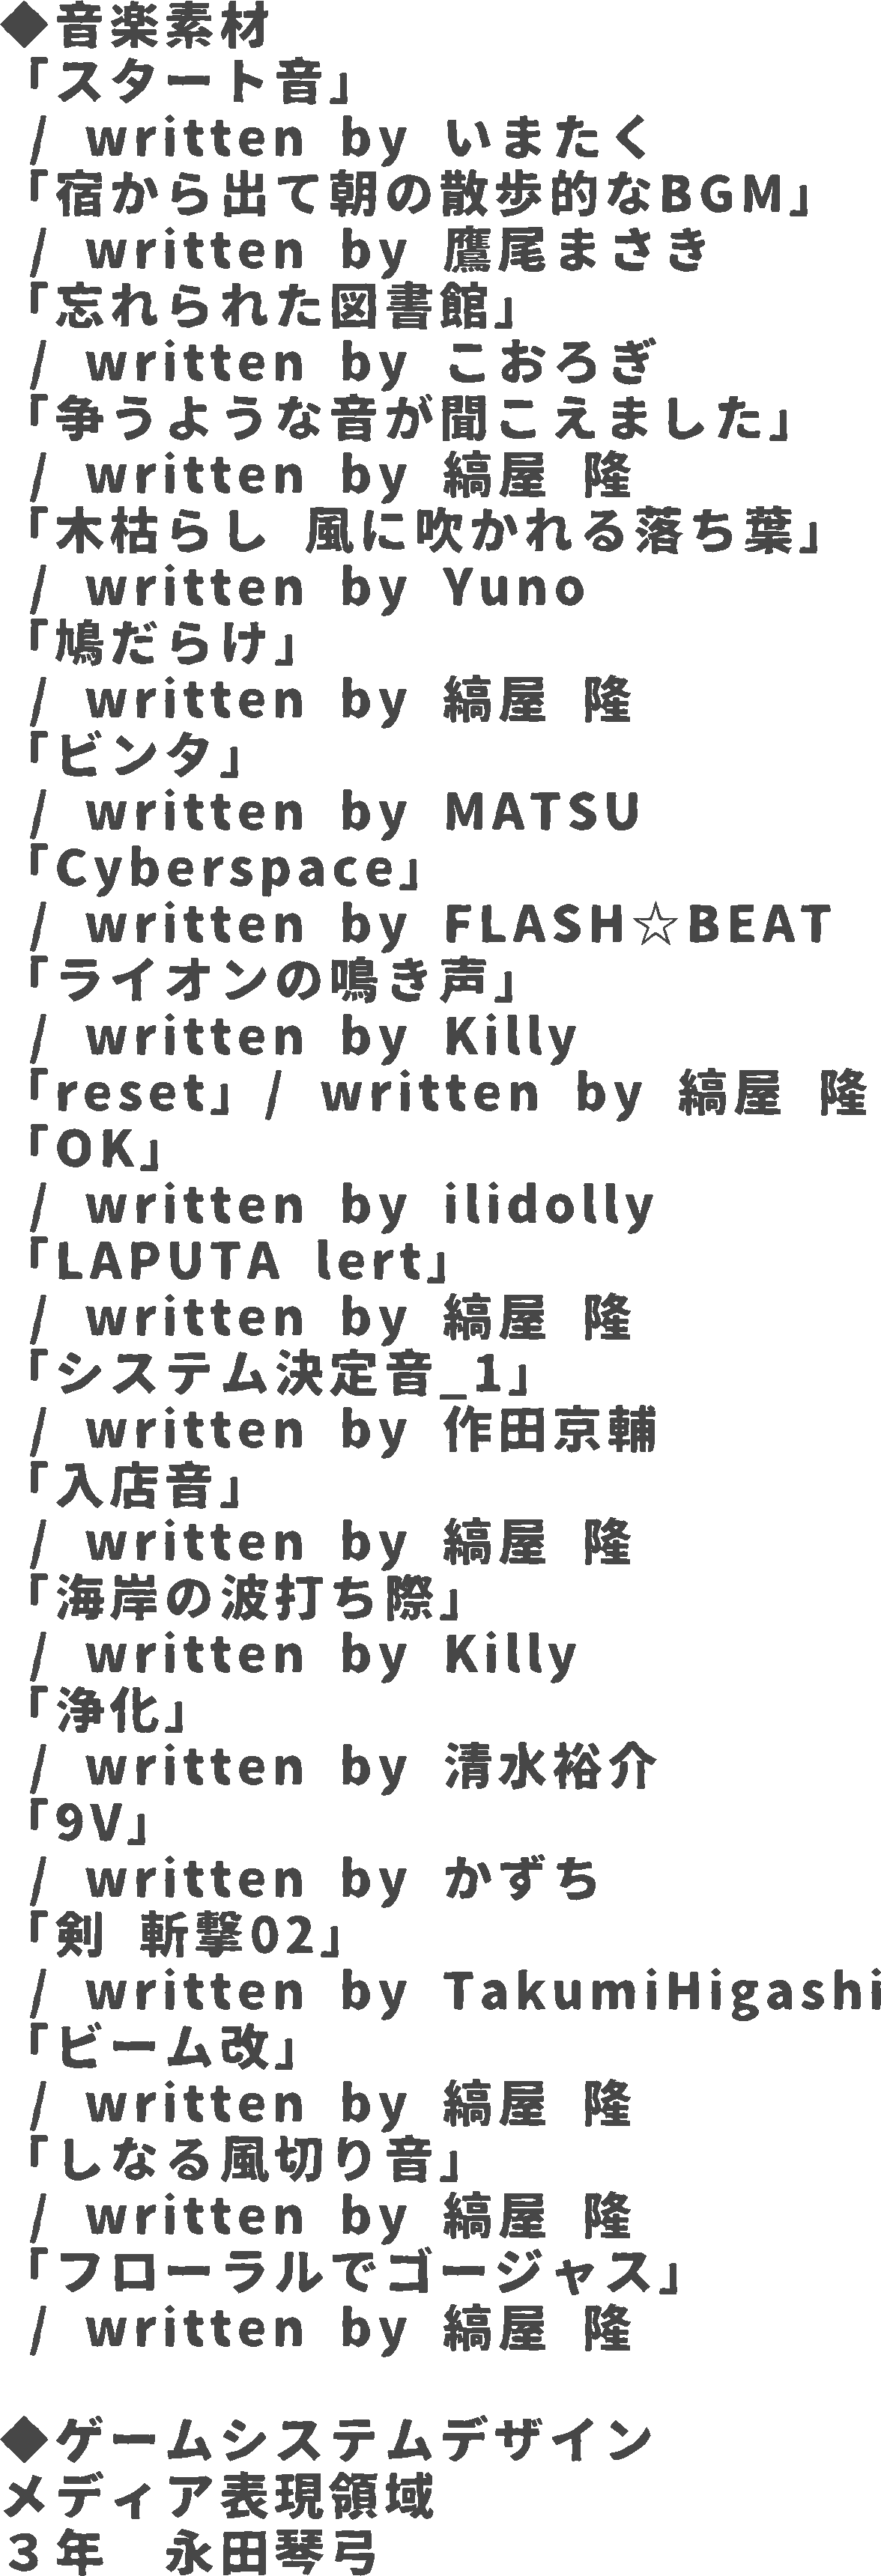 ◆音楽素材
「スタート音」
/ written by いまたく
「宿から出て朝の散歩的なBGM」
/ written by 鷹尾まさき
「忘れられた図書館」
/ written by こおろぎ
「争うような音が聞こえました」
/ written by 縞屋 隆
「木枯らし 風に吹かれる落ち葉」
/ written by Yuno
「鳩だらけ」
/ written by 縞屋 隆
「ビンタ」
/ written by MATSU
「Cyberspace」
/ written by FLASH☆BEAT
「ライオンの鳴き声」
/ written by Killy
「reset」/ written by 縞屋 隆
「OK」
/ written by ilidolly
「LAPUTA lert」
/ written by 縞屋 隆
「システム決定音_1」
/ written by 作田京輔
「入店音」
/ written by 縞屋 隆
「海岸の波打ち際」
/ written by Killy
「浄化」
/ written by 清水裕介
「9V」
/ written by かずち
「剣 斬撃02」
/ written by TakumiHigashi
「ビーム改」
/ written by 縞屋 隆
「しなる風切り音」
/ written by 縞屋 隆
「フローラルでゴージャス」
/ written by 縞屋 隆
◆ゲームシステムデザイン
メディア表現領域
３年　永田琴弓